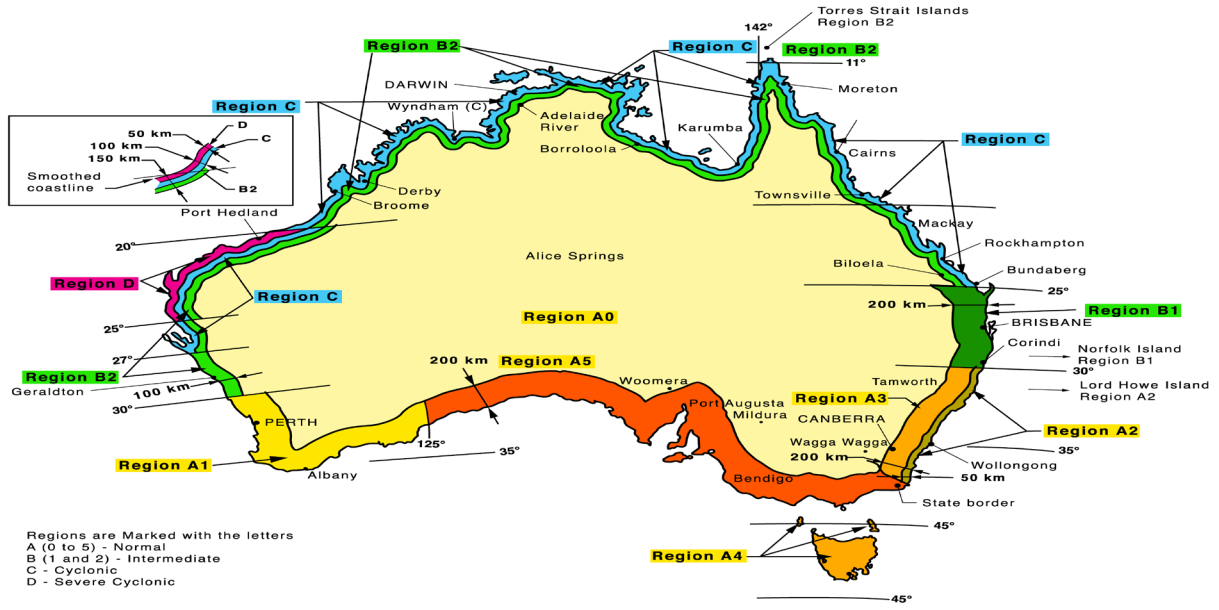 Torres Strait Islands
Region B2
142°
Region B2
Region C
Region B2
11°
DARWIN
Moreton
Region C
Wyndham (C)
Adelaide
River
Karumba
Region C
50 km
D
100 km
C
150 km
Borroloola
Cairns
Smoothed
coastline
B2
Derby
Broome
Townsville
Port Hedland
Mackay
20°
Rockhampton
Alice Springs
Biloela
Bundaberg
Region D
Region C
25°
200 km
Region B1
Region A0
BRISBANE
25°
Corindi
Norfolk Island
Region B1
27°
200 km
Region A5
30°
Region B2
Woomera
Tamworth
Lord Howe Island
Region A2
Geraldton
100 km
Region A3
Port Augusta
30°
Mildura
CANBERRA
PERTH
Region A2
125°
Wagga Wagga
35°
35°
200 km
Region A1
Wollongong
Albany
Bendigo
50 km
State border
45°
Regions are Marked with the letters
A (0 to 5) - Normal
B (1 and 2) - Intermediate
C - Cyclonic
D - Severe Cyclonic
Region A4
45°